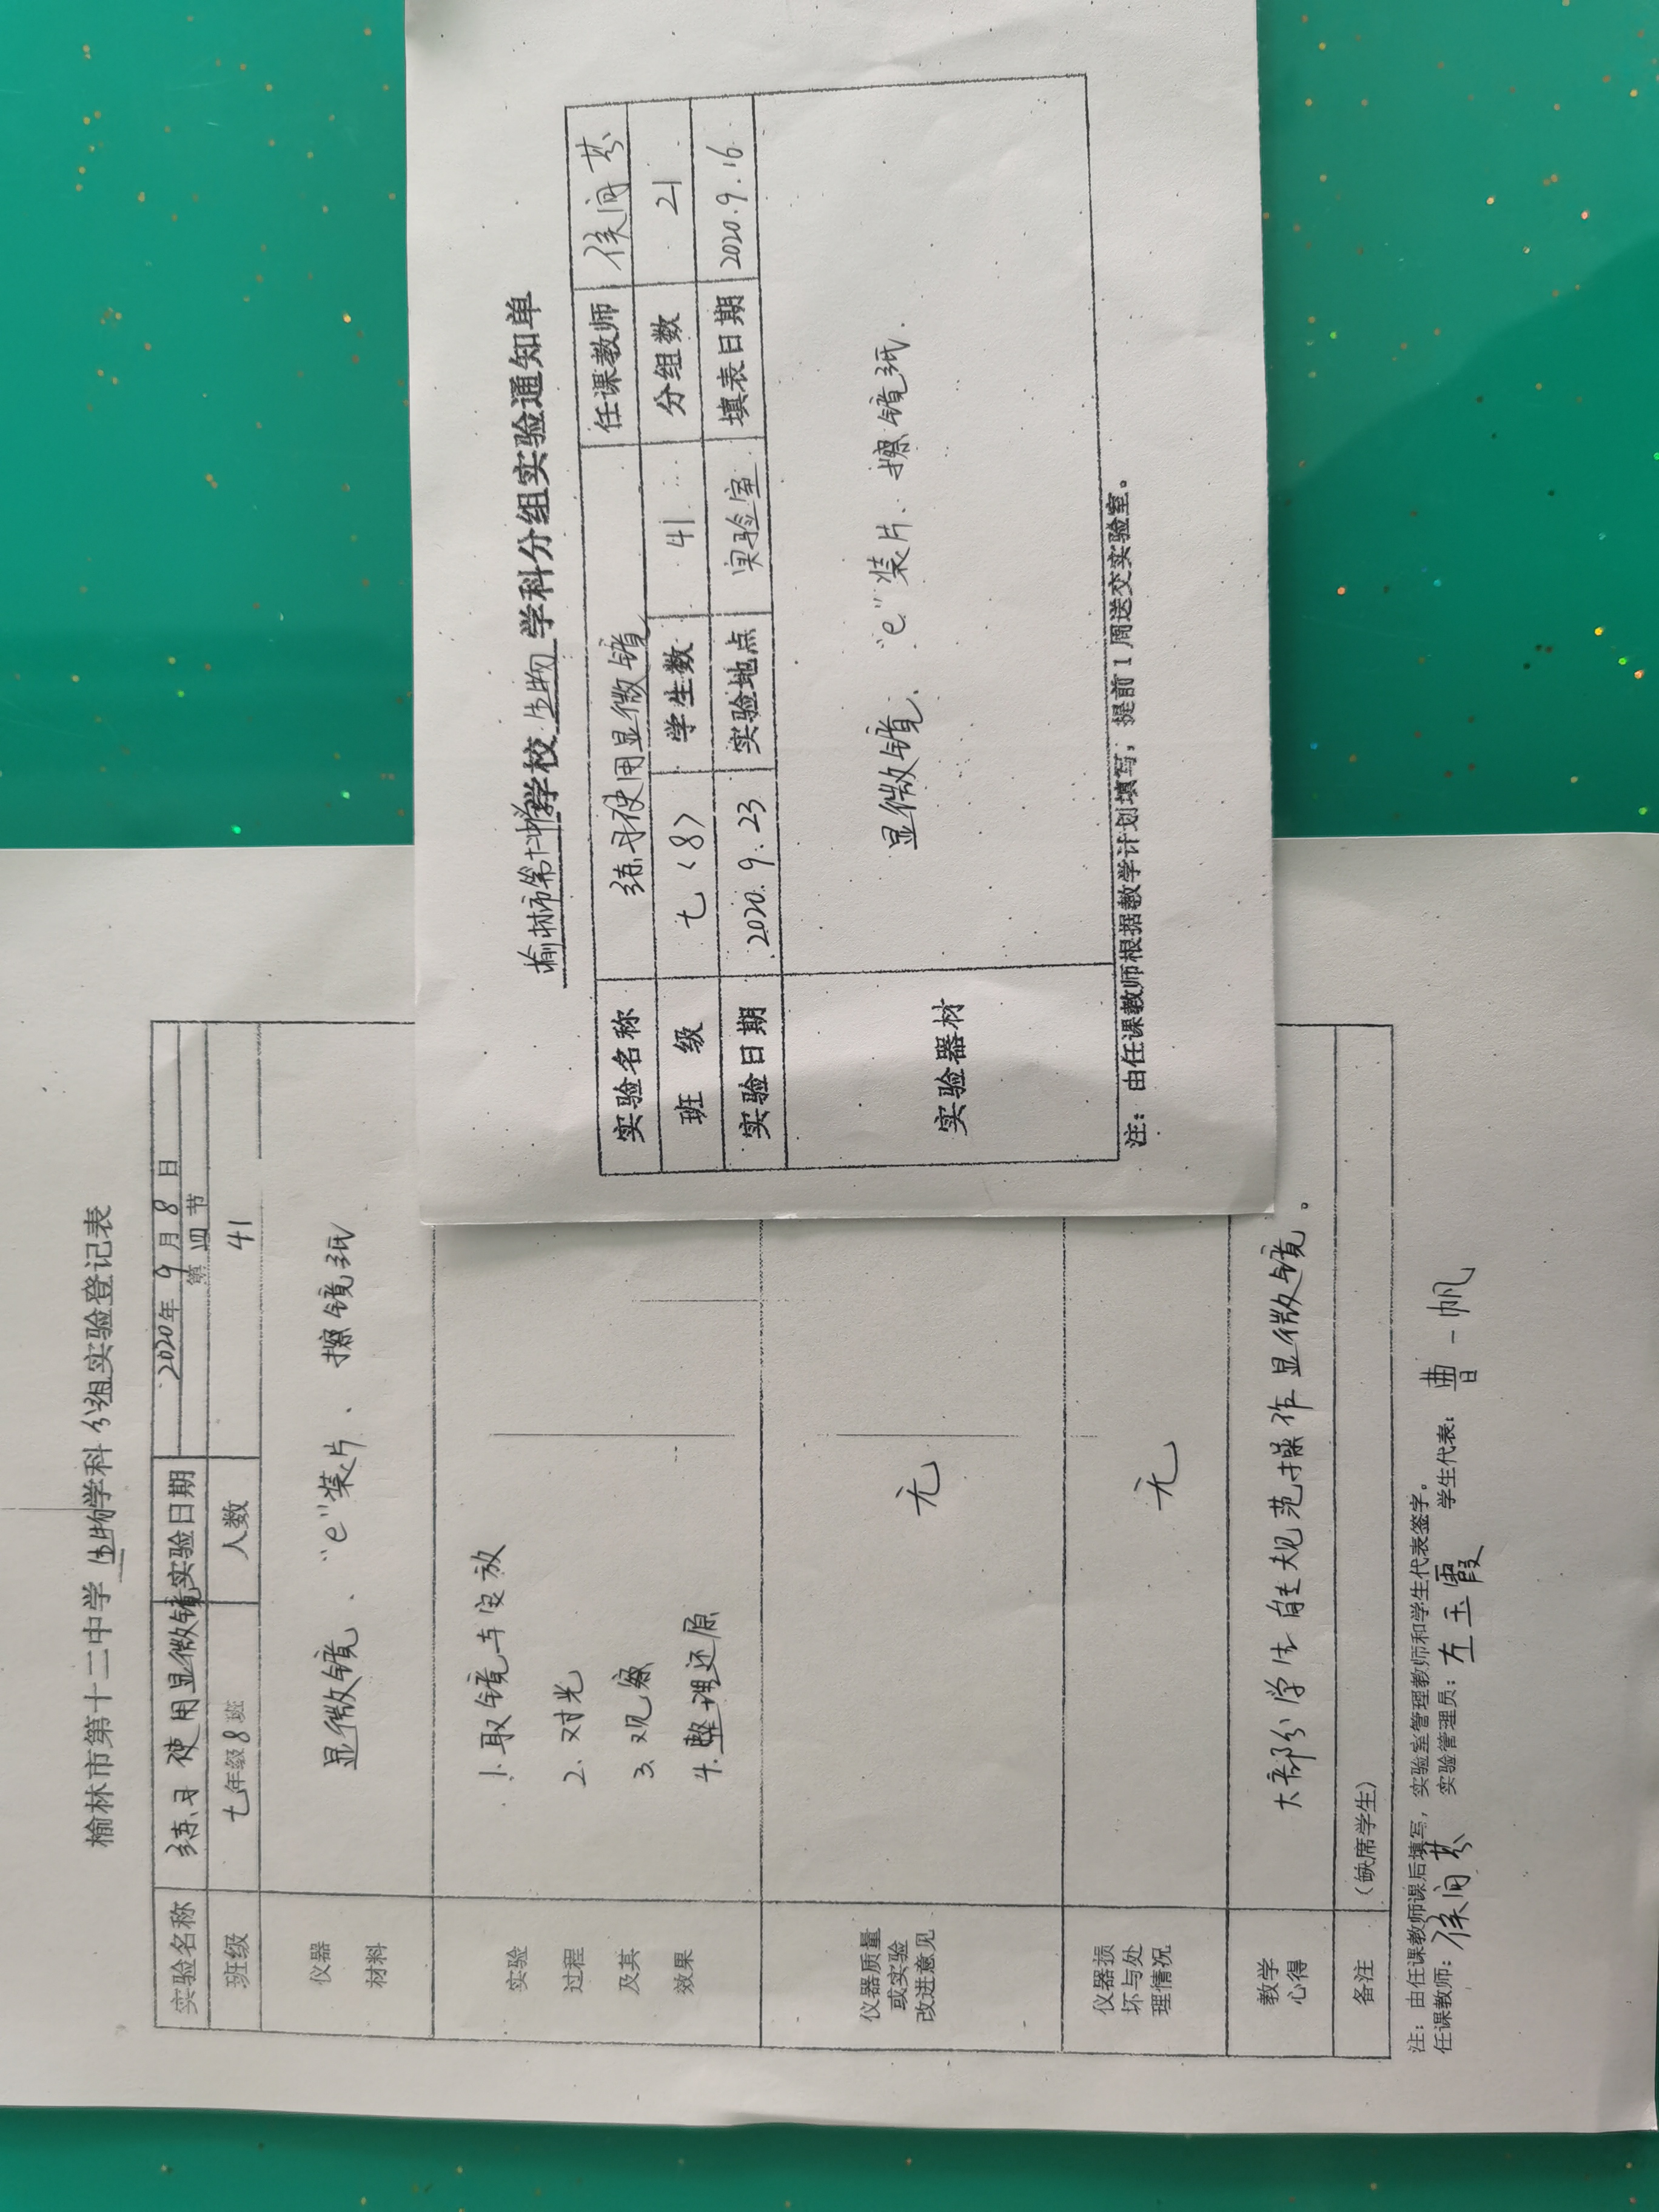 榆林市第十二中学 生物 学科 分组 实验登记表
实验名称 练习使用显微镜 实验日期 2020年9月8日
第四节
班级 七年级8班 人数 41
仪器
材料
显微镜、"e"装片、擦镜纸
实验
过程
及其
效果
1.取镜与安放
2.对光
3.观察
4.整理还原
仪器质量
或实验
改进意见
无
仪器损
坏与处
理情况
无
教学
心得
大部分学生能规范操作显微镜。
备注 (缺席学生)
注:由任课教师课后填写,实验室管理教师和学生代表签字。
任课教师: 侯 实验管理员: 左玉霞 学生代表: 曹一帆
榆林市第十二中学学校 生物 学科分组实验通知单
实验名称 练习使用显微镜 任课教师 侯
班 级 七<8> 学生数 41 分组数 21
实验日期 2020.9.23 实验地点 实验室 填表日期 2020.9.16
实验器材 显微镜、"e"装片、擦镜纸.
注:由任课教师根据教学计划填写;提前1周送交实验室。